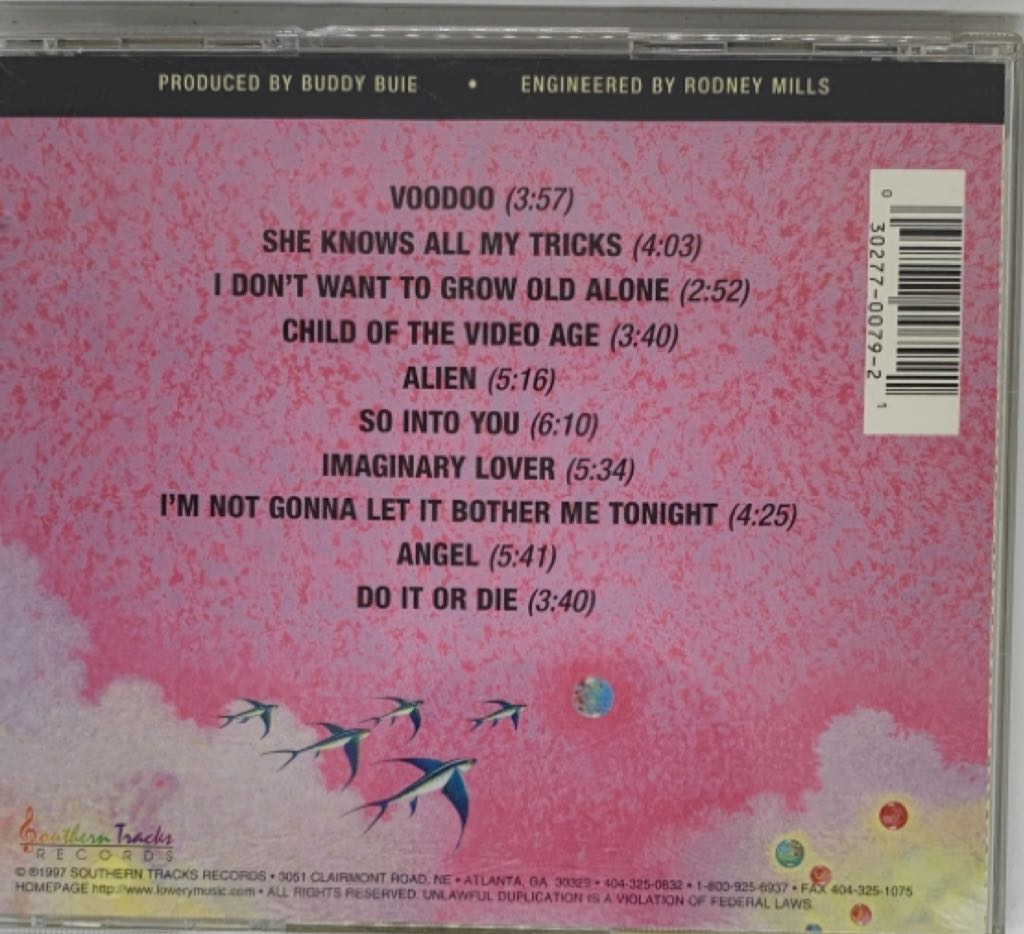 PRODUCED BY BUDDY BUIE • ENGINEERED BY RODNEY MILLS
VOODOO (3:57)
SHE KNOWS ALL MY TRICKS (4:03)
I DON'T WANT TO GROW OLD ALONE (2:52)
CHILD OF THE VIDEO AGE (3:40)
ALIEN (5:16)
SO INTO YOU (6:10)
IMAGINARY LOVER (5:34)
I'M NOT GONNA LET IT BOTHER ME TONIGHT (4:25)
ANGEL (5:41)
DO IT OR DIE (3:40)
0 30277-0079-2 1
Southern Tracks
RECORDS
© ℗1997 SOUTHERN TRACKS RECORDS • 3051 CLAIRMONT ROAD, NE • ATLANTA, GA 30329 • 404-325-0832 • 1-800-925-6937 • FAX 404-325-1075
HOMEPAGE http://www.lowerymusic.com • ALL RIGHTS RESERVED. UNLAWFUL DUPLICATION IS A VIOLATION OF FEDERAL LAWS.